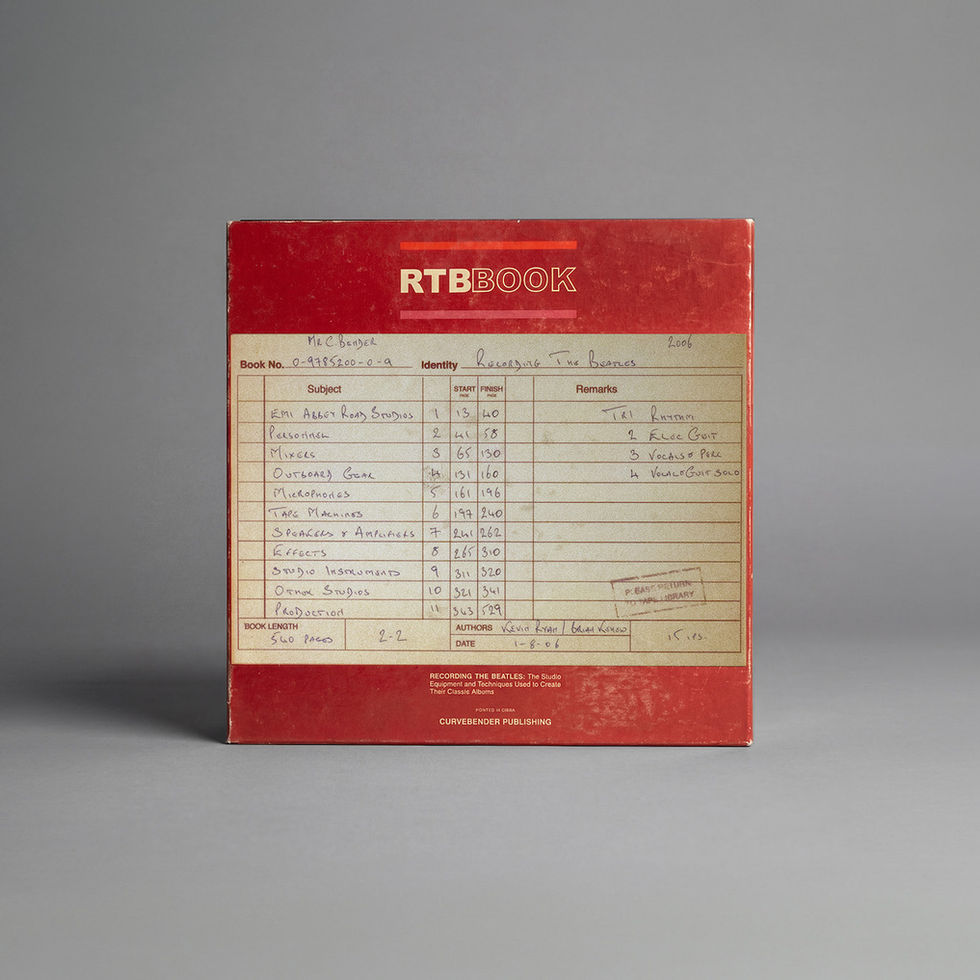 RTBBOOK
Mr C. Bender 2006
Book No. 0-9785200-0-9 Identity Recording The Beatles
Subject START PAGE FINISH PAGE Remarks
EMI Abbey Road Studios 1 13 40 TR1 Rhythm
Personnel 2 41 58 2 Elec Guit
Mixers 3 65 130 3 Vocals & Perc
Outboard Gear 4 131 160 4 Vocal & Guit Solo
Microphones 5 161 196
Tape Machines 6 197 240
Speakers & Amplifiers 7 241 262
Effects 8 265 310
Studio Instruments 9 311 320
Other Studios 10 321 341
Production 11 343 529
PLEASE RETURN
TO TAPE LIBRARY
BOOK LENGTH
540 pages 2-2 AUTHORS Kevin Ryan / Brian Kehew 15 ips.
DATE 1-8-06
RECORDING THE BEATLES: The Studio
Equipment and Techniques Used to Create
Their Classic Albums
CURVEBENDER PUBLISHING